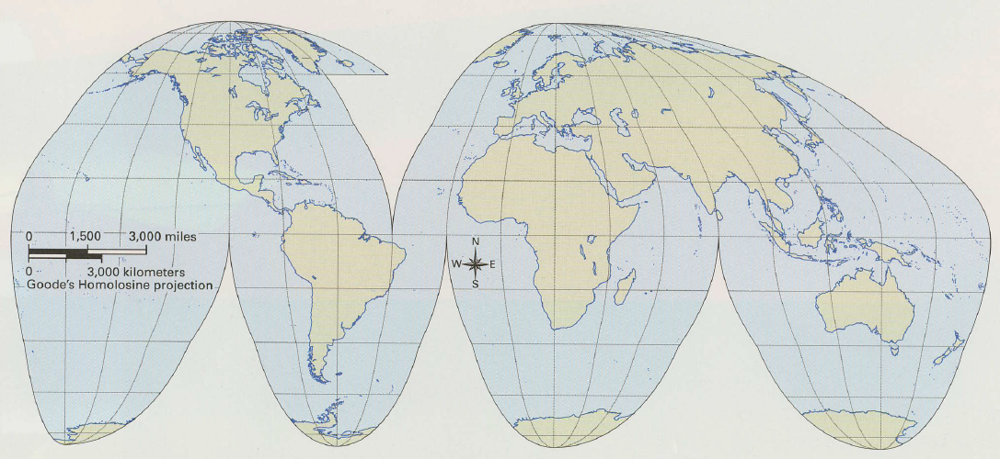 0 1,500 3,000 miles
0 3,000 kilometers
Goode's Homolosine projection
N
W E
S